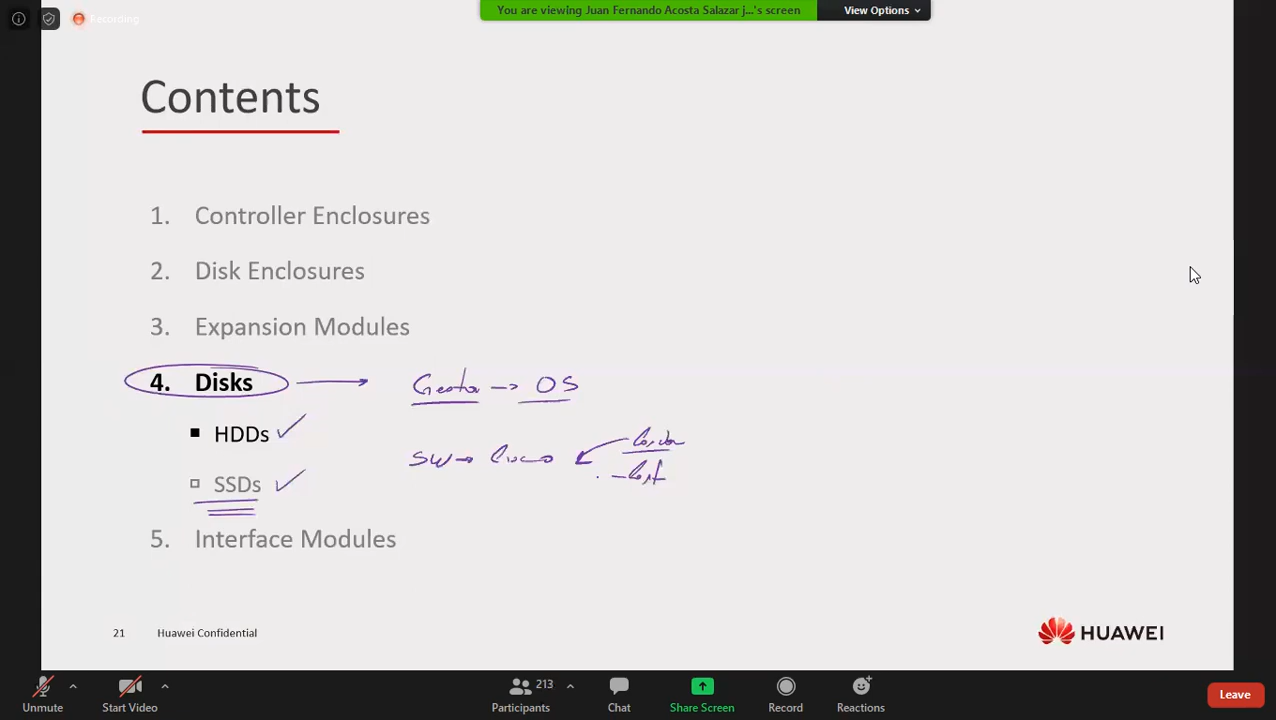 Recording
You are viewing Juan Fernando Acosta Salazar j...'s screen
View Options
Contents
1. Controller Enclosures
2. Disk Enclosures
3. Expansion Modules
4. Disks
→ OS
HDDs
SW→
SSDs
5. Interface Modules
21 Huawei Confidential
HUAWEI
Unmute
Start Video
213
Participants
Chat
Share Screen
Record
Reactions
Leave